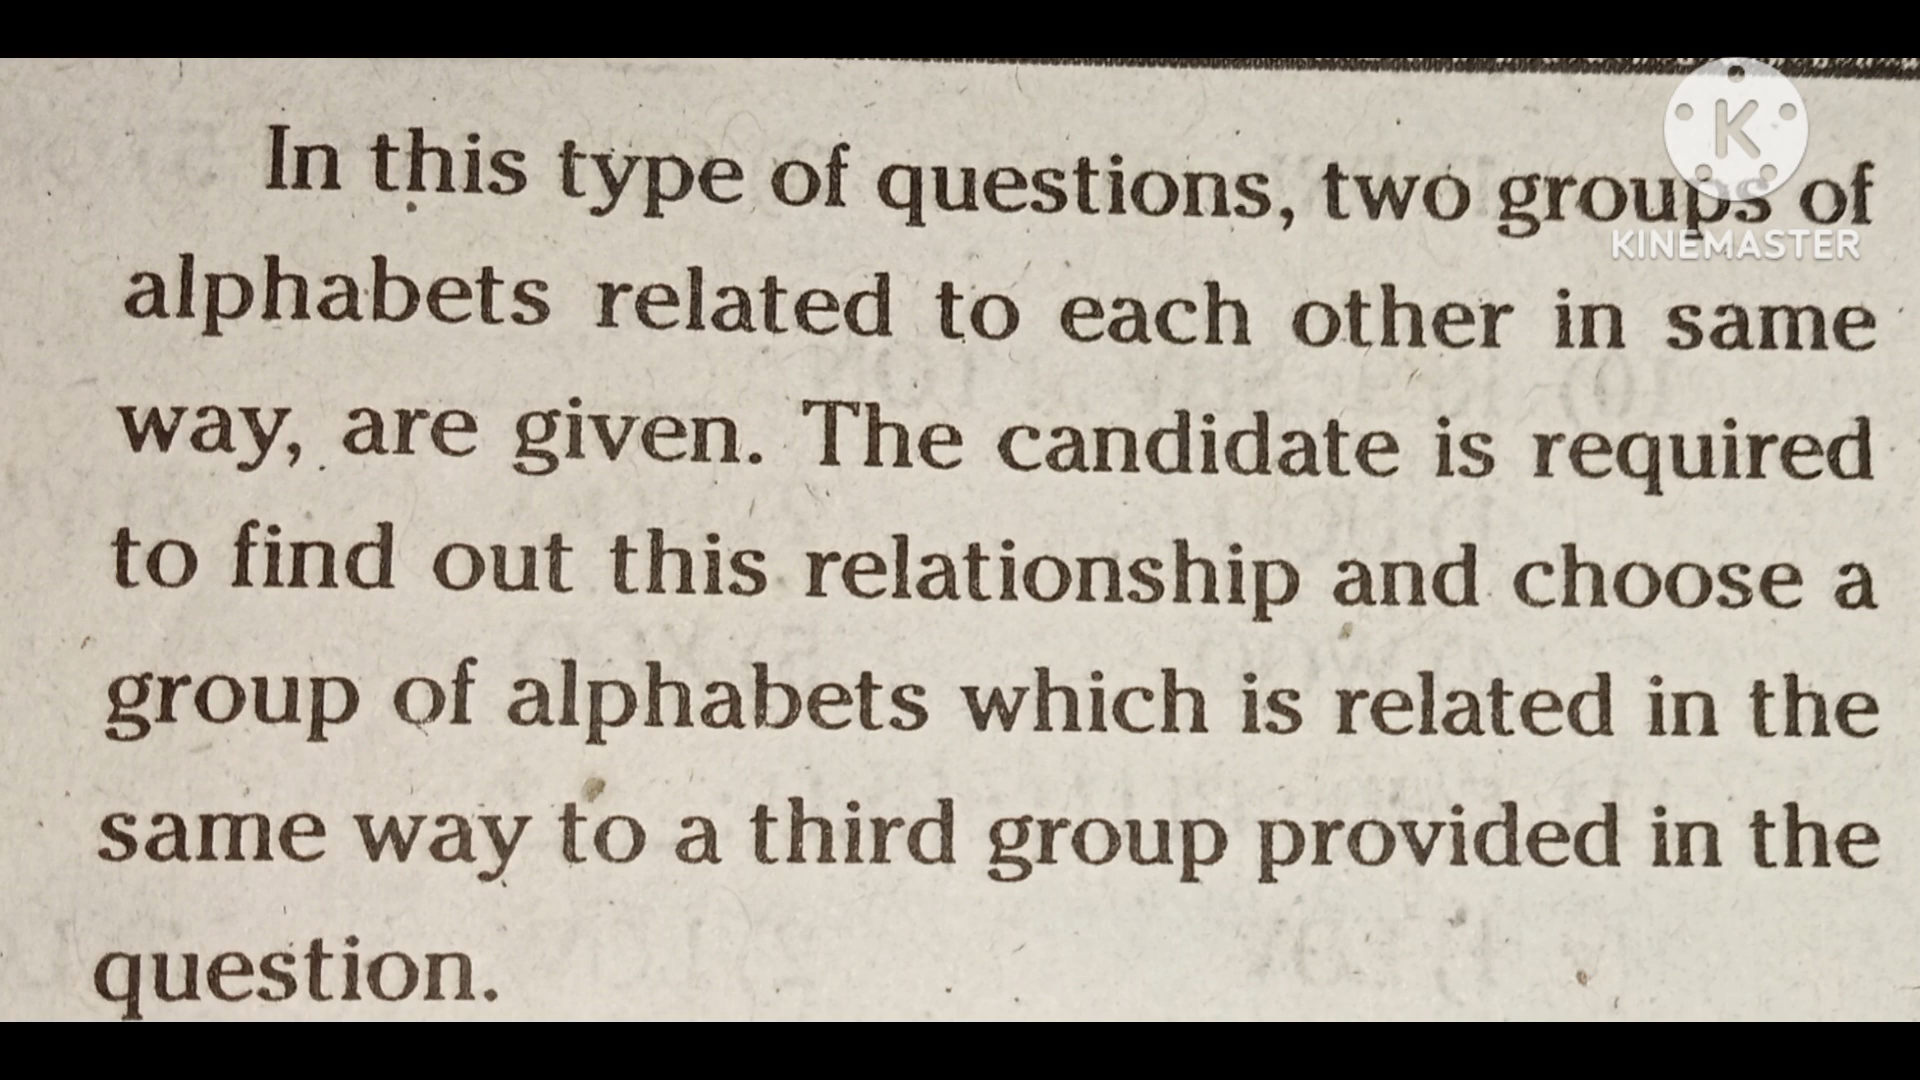 In this type of questions, two groups of
alphabets related to each other in same
way, are given. The candidate is required
to find out this relationship and choose a
group of alphabets which is related in the
same way to a third group provided in the
question.
K
KINEMASTER